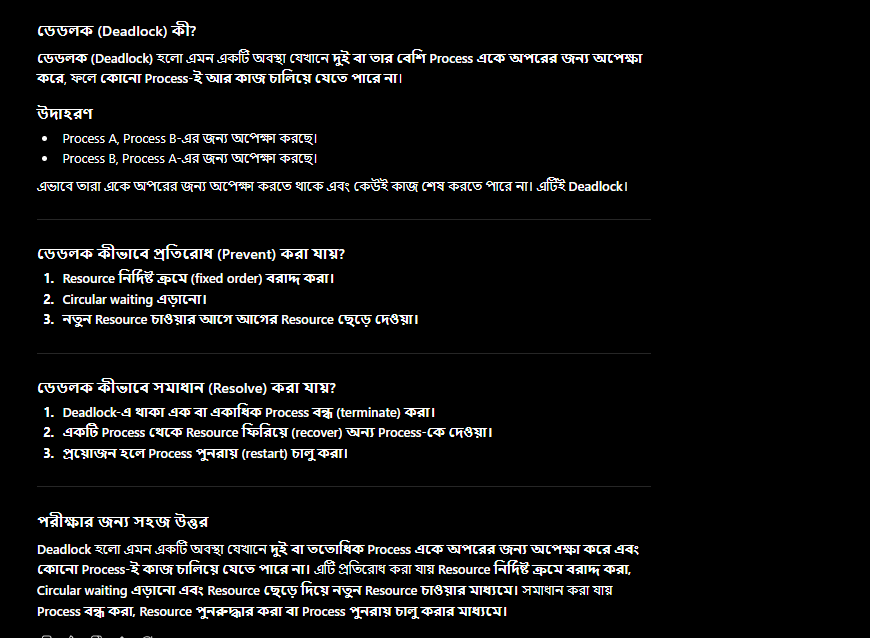 ডেডলক (Deadlock) কী?
ডেডলক (Deadlock) হলো এমন একটি অবস্থা যেখানে দুই বা তার বেশি Process একে অপরের জন্য অপেক্ষা
করে, ফলে কোনো Process-ই আর কাজ চালিয়ে যেতে পারে না।
উদাহরণ
• Process A, Process B-এর জন্য অপেক্ষা করছে।
• Process B, Process A-এর জন্য অপেক্ষা করছে।
এভাবে তারা একে অপরের জন্য অপেক্ষা করতে থাকে এবং কেউই কাজ শেষ করতে পারে না। এটিই Deadlock।
ডেডলক কীভাবে প্রতিরোধ (Prevent) করা যায়?
1. Resource নির্দিষ্ট ক্রমে (fixed order) বরাদ্দ করা।
2. Circular waiting এড়ানো।
3. নতুন Resource চাওয়ার আগে আগের Resource ছেড়ে দেওয়া।
ডেডলক কীভাবে সমাধান (Resolve) করা যায়?
1. Deadlock-এ থাকা এক বা একাধিক Process বন্ধ (terminate) করা।
2. একটি Process থেকে Resource ফিরিয়ে (recover) অন্য Process-কে দেওয়া।
3. প্রয়োজন হলে Process পুনরায় (restart) চালু করা।
পরীক্ষার জন্য সহজ উত্তর
Deadlock হলো এমন একটি অবস্থা যেখানে দুই বা ততোধিক Process একে অপরের জন্য অপেক্ষা করে এবং
কোনো Process-ই কাজ চালিয়ে যেতে পারে না। এটি প্রতিরোধ করা যায় Resource নির্দিষ্ট ক্রমে বরাদ্দ করা,
Circular waiting এড়ানো এবং Resource ছেড়ে দিয়ে নতুন Resource চাওয়ার মাধ্যমে। সমাধান করা যায়
Process বন্ধ করা, Resource পুনরুদ্ধার করা বা Process পুনরায় চালু করার মাধ্যমে।